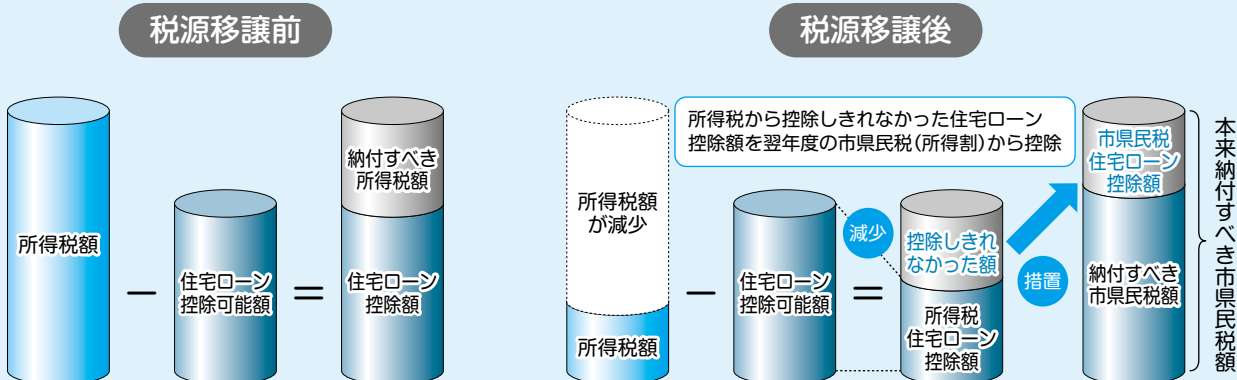 税源移譲前
所得税額
−
住宅ローン
控除可能額
=
納付すべき
所得税額
住宅ローン
控除額
税源移譲後
所得税から控除しきれなかった住宅ローン
控除額を翌年度の市県民税(所得割)から控除
所得税額
が減少
所得税額
−
住宅ローン
控除可能額
減少
=
控除しきれ
なかった額
所得税
住宅ローン
控除額
措置
市県民税
住宅ローン
控除額
納付すべき
市県民税額
本来納付すべき市県民税額